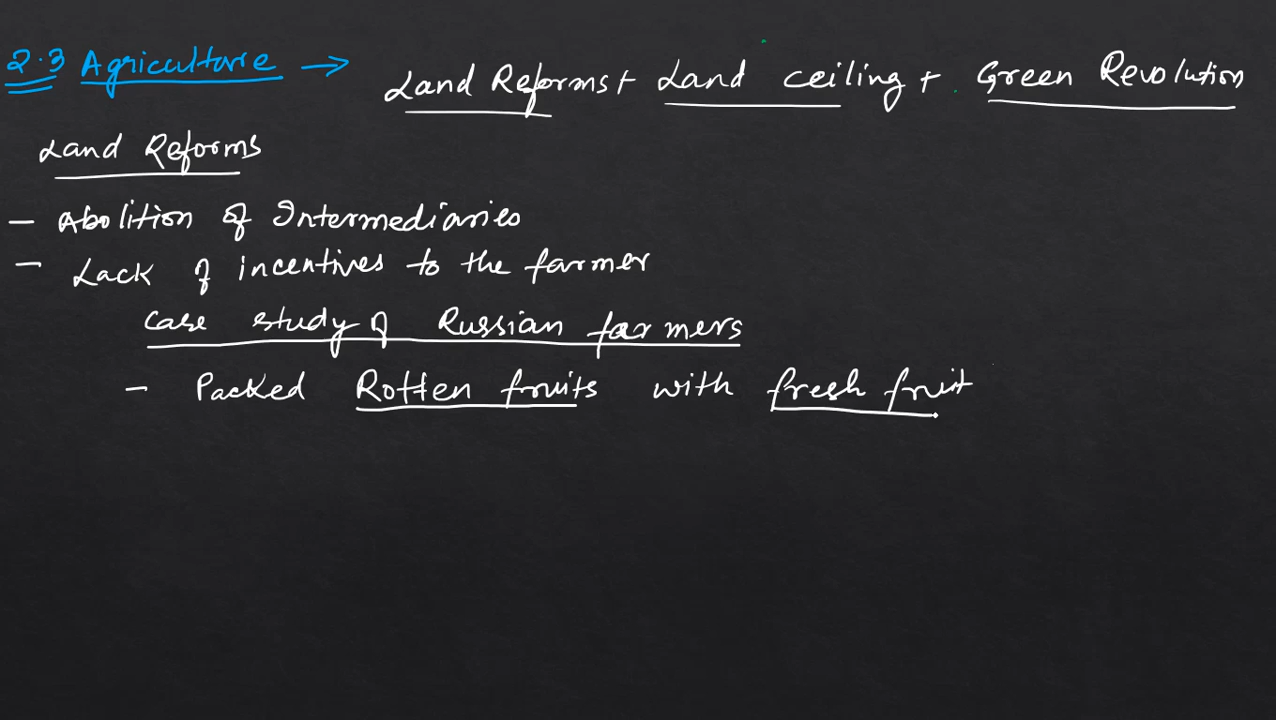 2.3 Agriculture → Land Reforms + Land ceiling + Green Revolution
Land Reforms
— Abolition of Intermediaries
— Lack of incentives to the farmer
case study of Russian farmers
— Packed Rotten fruits with fresh fruit